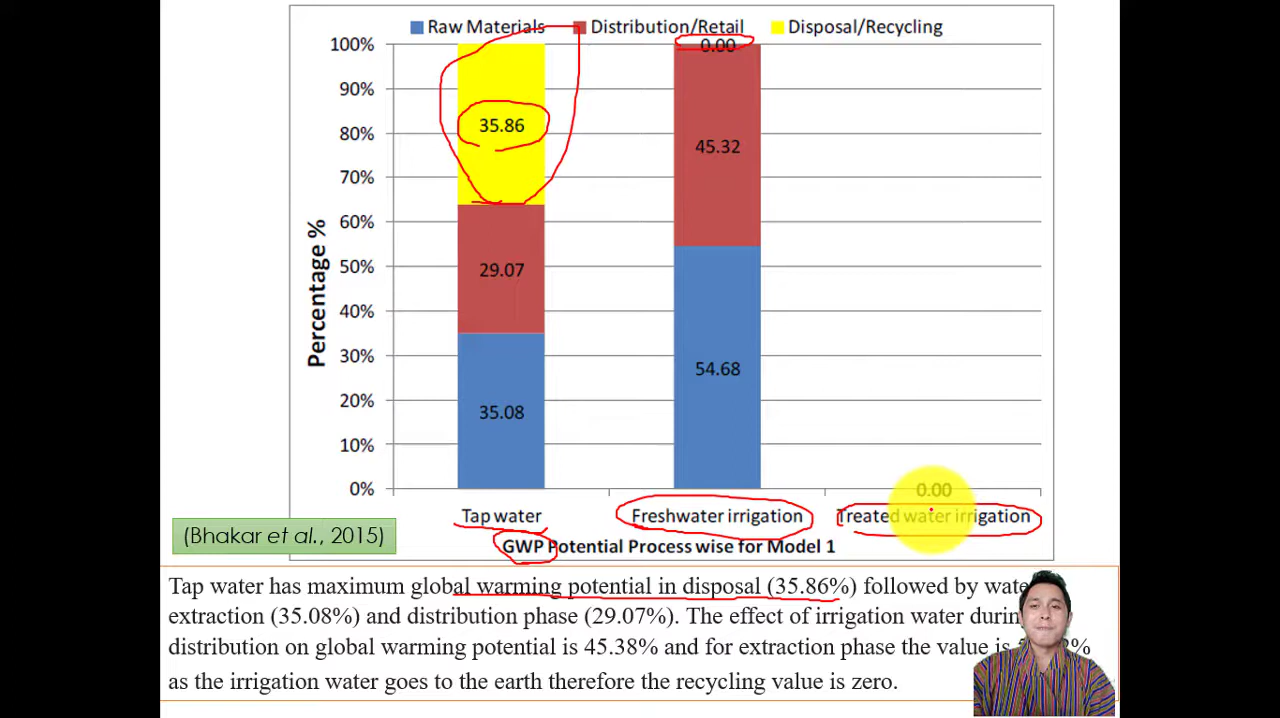 Raw Materials Distribution/Retail Disposal/Recycling
100%
90%
80%
70%
60%
50%
40%
30%
20%
10%
0%
Percentage %
35.86
29.07
35.08
0.00
45.32
54.68
0.00
Tap water Freshwater irrigation Treated water irrigation
GWP Potential Process wise for Model 1
(Bhakar et al., 2015)
Tap water has maximum global warming potential in disposal (35.86%) followed by
extraction (35.08%) and distribution phase (29.07%). The effect of irrigation water
distribution on global warming potential is 45.38% and for extraction phase the value is
as the irrigation water goes to the earth therefore the recycling value is zero.